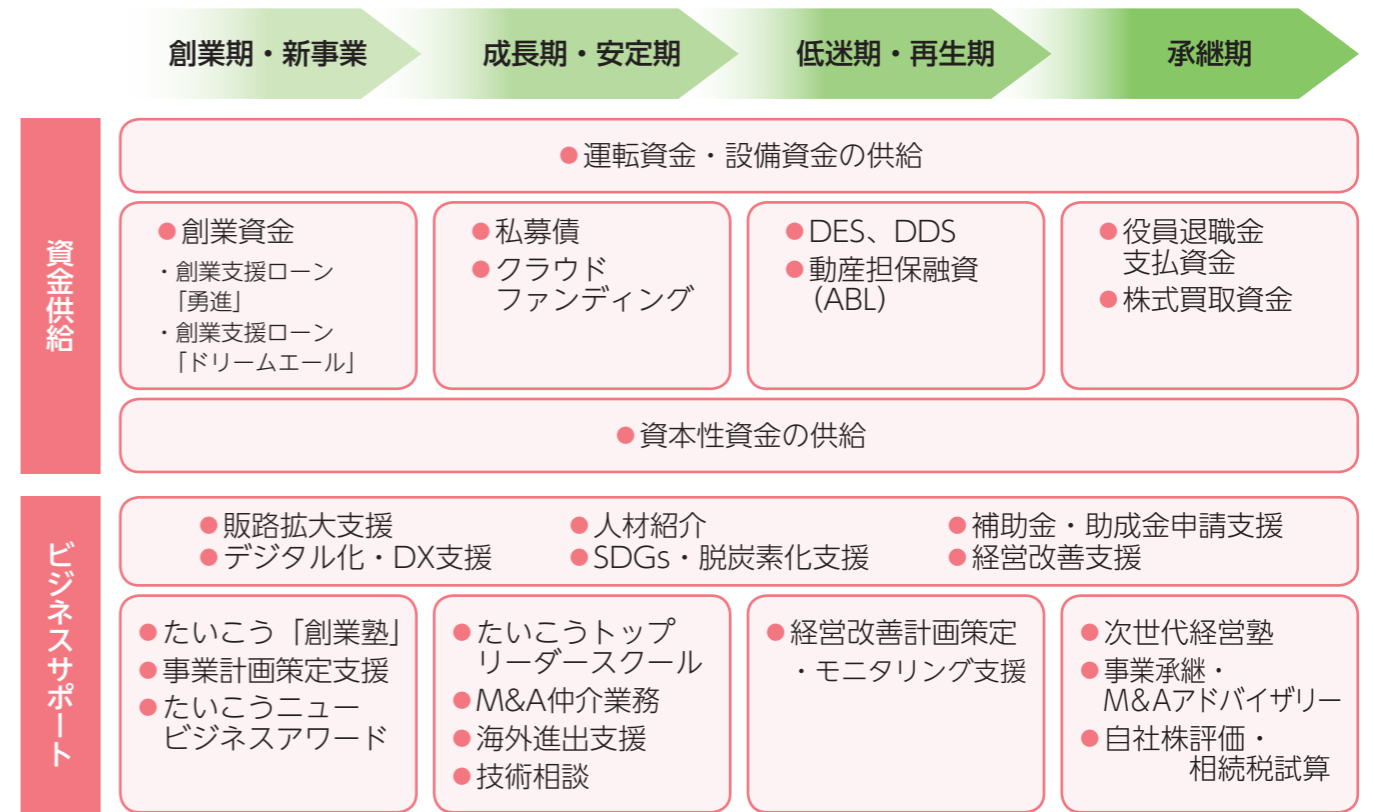 創業期・新事業
成長期・安定期
低迷期・再生期
承継期
資金供給
●運転資金・設備資金の供給
●創業資金
・創業支援ローン
「勇進」
・創業支援ローン
「ドリームエール」
●私募債
●クラウド
ファンディング
●DES、DDS
●動産担保融資
(ABL)
●役員退職金
支払資金
●株式買取資金
●資本性資金の供給
ビジネスサポート
●販路拡大支援
●人材紹介
●補助金・助成金申請支援
●デジタル化・DX支援
●SDGs・脱炭素化支援
●経営改善支援
●たいこう「創業塾」
●事業計画策定支援
●たいこうニュー
ビジネスアワード
●たいこうトップ
リーダースクール
●M&A仲介業務
●海外進出支援
●技術相談
●経営改善計画策定
・モニタリング支援
●次世代経営塾
●事業承継・
M&Aアドバイザリー
●自社株評価・
相続税試算